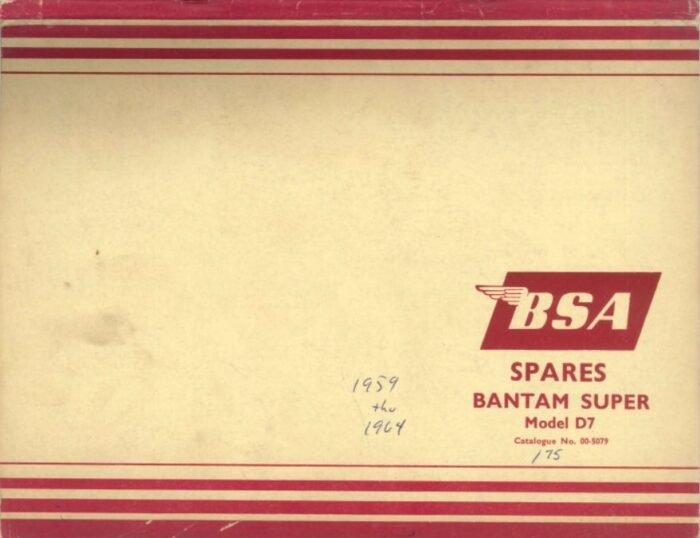 BSA
SPARES
BANTAM SUPER
Model D7
Catalogue No. 00-5079
175
1959
thu
1964